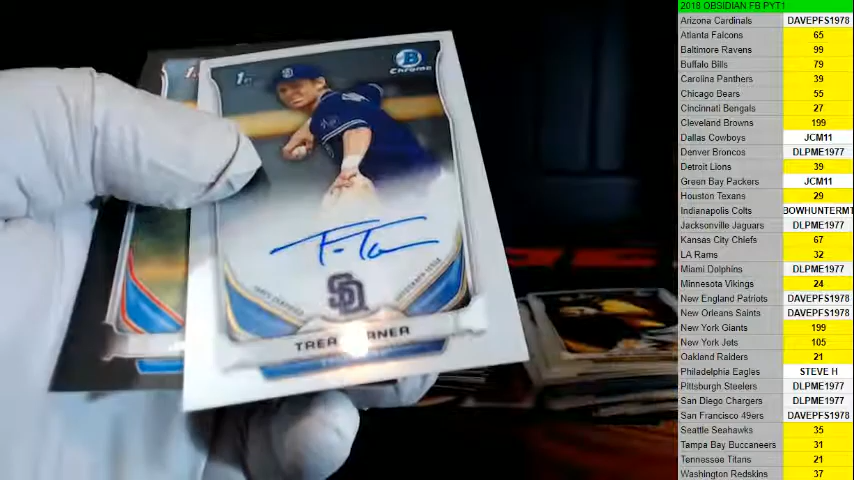 1st
B
Chrome
SD
TREA TURNER
2018 OBSIDIAN FB PYT1
Arizona Cardinals DAVEPFS1978
Atlanta Falcons 65
Baltimore Ravens 99
Buffalo Bills 79
Carolina Panthers 39
Chicago Bears 55
Cincinnati Bengals 27
Cleveland Browns 199
Dallas Cowboys JCM11
Denver Broncos DLPME1977
Detroit Lions 39
Green Bay Packers JCM11
Houston Texans 29
Indianapolis Colts BOWHUNTERMT
Jacksonville Jaguars DLPME1977
Kansas City Chiefs 67
LA Rams 32
Miami Dolphins DLPME1977
Minnesota Vikings 24
New England Patriots DAVEPFS1978
New Orleans Saints DAVEPFS1978
New York Giants 199
New York Jets 105
Oakland Raiders 21
Philadelphia Eagles STEVE H
Pittsburgh Steelers DLPME1977
San Diego Chargers DLPME1977
San Francisco 49ers DAVEPFS1978
Seattle Seahawks 35
Tampa Bay Buccaneers 31
Tennessee Titans 21
Washington Redskins 37